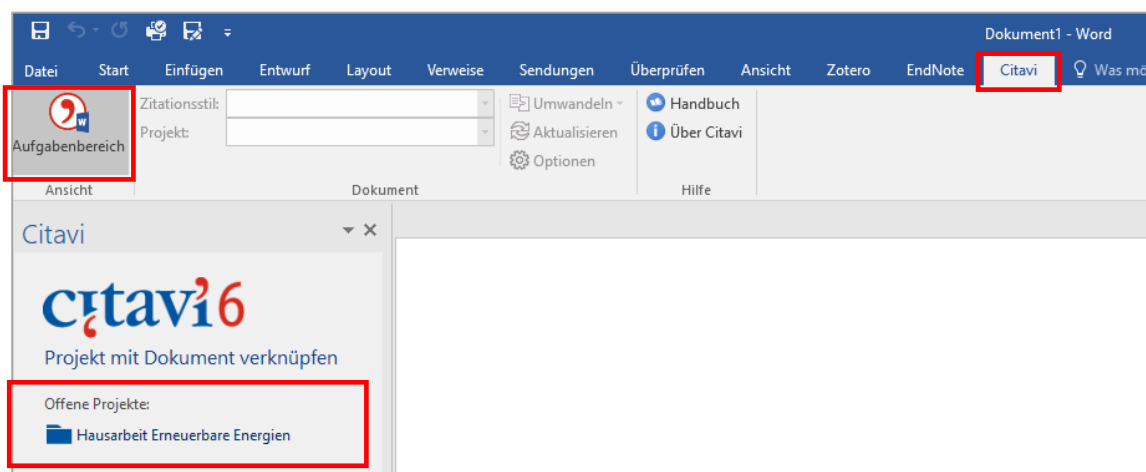 Dokument1 - Word
Datei Start Einfügen Entwurf Layout Verweise Sendungen Überprüfen Ansicht Zotero EndNote Citavi Was mö
Zitationsstil: Umwandeln Handbuch
Projekt: Aktualisieren Über Citavi
W
Aufgabenbereich
Optionen
Ansicht Dokument Hilfe
Citavi
citavi 6
Projekt mit Dokument verknüpfen
Offene Projekte:
Hausarbeit Erneuerbare Energien